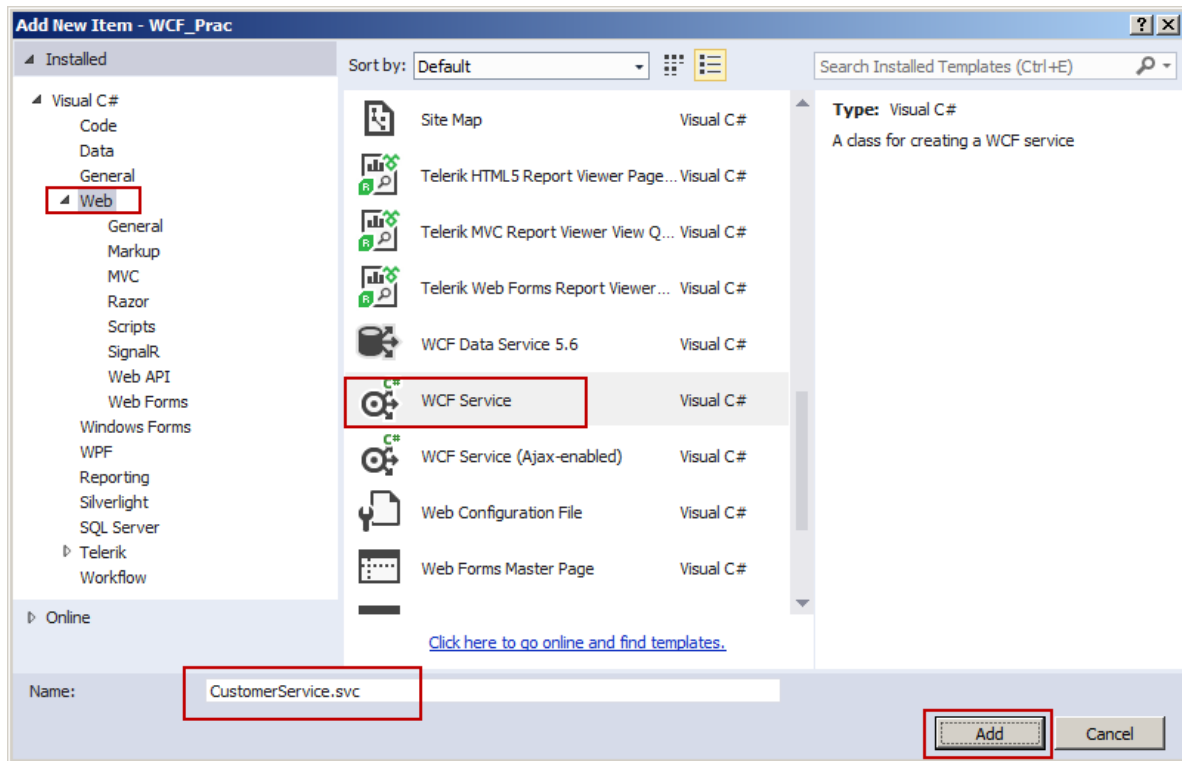 Add New Item - WCF_Prac
? X
Installed
Sort by: Default
Search Installed Templates (Ctrl+E)
Visual C#
Code
Data
General
Web
General
Markup
MVC
Razor
Scripts
SignalR
Web API
Web Forms
Windows Forms
WPF
Reporting
Silverlight
SQL Server
Telerik
Workflow
Online
Site Map Visual C#
Telerik HTML5 Report Viewer Page... Visual C#
Telerik MVC Report Viewer View Q... Visual C#
Telerik Web Forms Report Viewer... Visual C#
WCF Data Service 5.6 Visual C#
C#
WCF Service Visual C#
C#
WCF Service (Ajax-enabled) Visual C#
Web Configuration File Visual C#
Web Forms Master Page Visual C#
Click here to go online and find templates.
Type: Visual C#
A class for creating a WCF service
Name: CustomerService.svc
Add Cancel